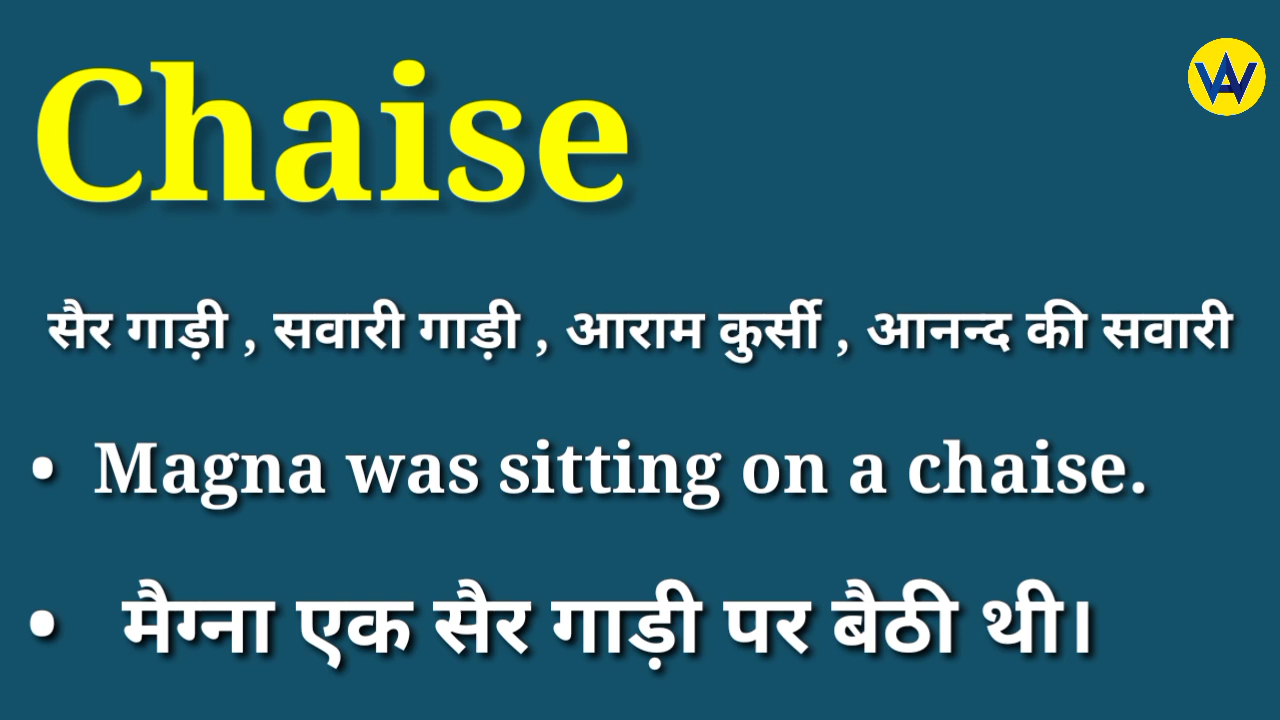 Chaise
सैर गाड़ी , सवारी गाड़ी , आराम कुर्सी , आनन्द की सवारी
• Magna was sitting on a chaise.
• मैग्ना एक सैर गाड़ी पर बैठी थी।